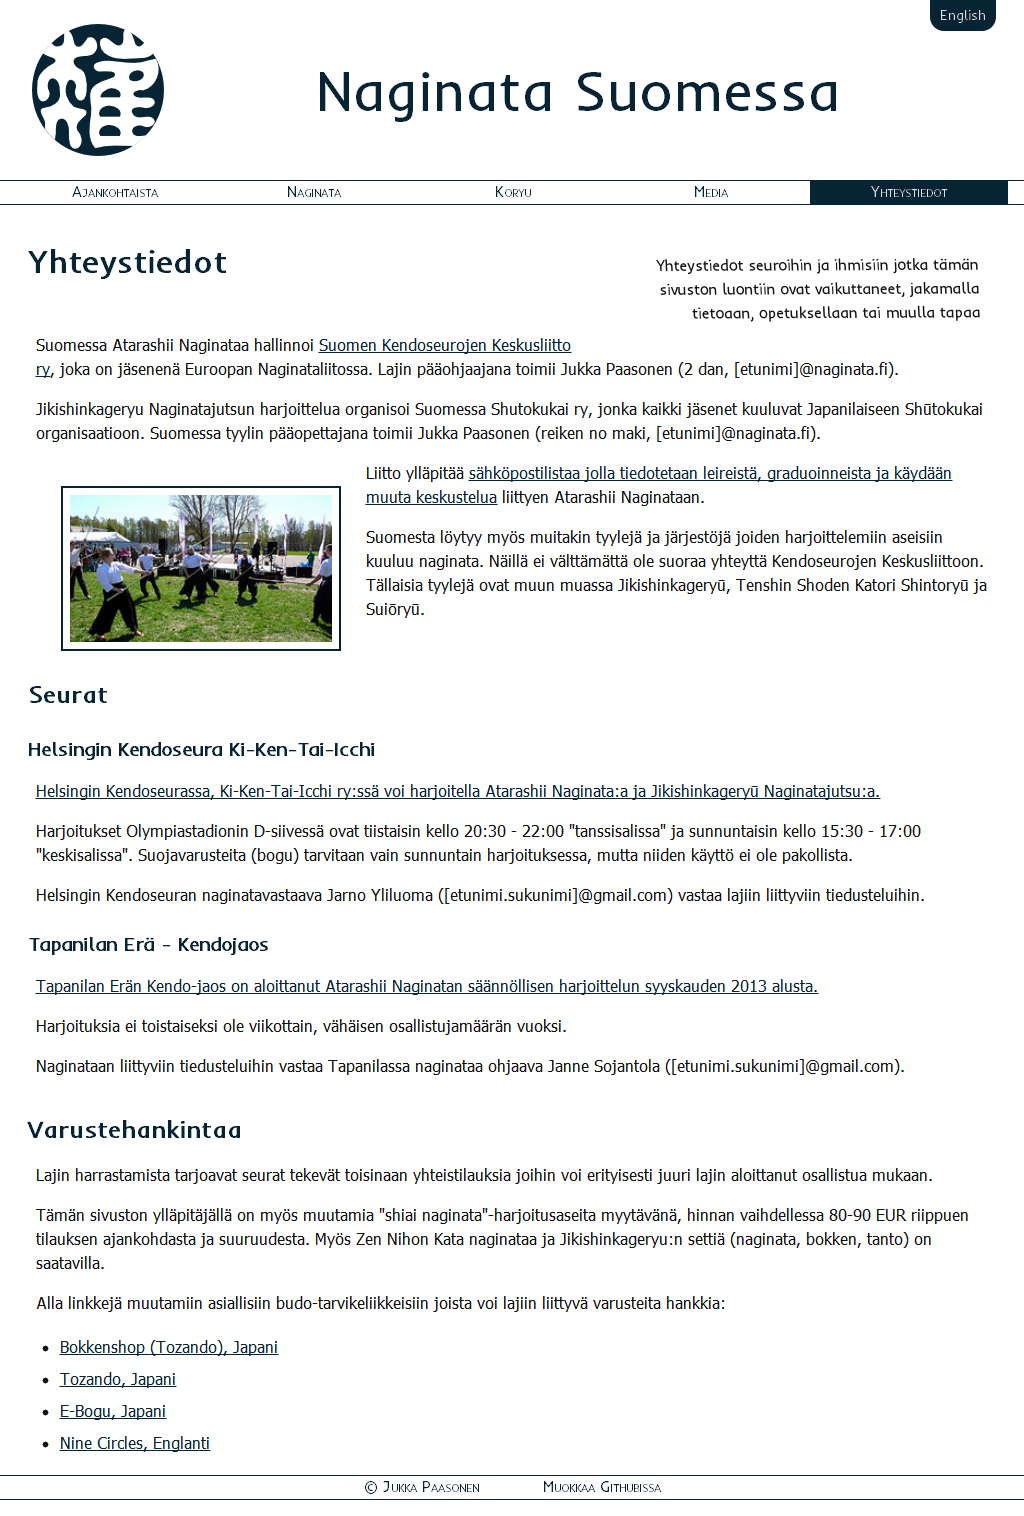 English
Naginata Suomessa
Ajankohtaista Naginata Koryu Media Yhteystiedot
Yhteystiedot
Yhteystiedot seuroihin ja ihmisiin jotka tämän
sivuston luontiin ovat vaikuttaneet, jakamalla
tietoaan, opetuksellaan tai muulla tapaa
Suomessa Atarashii Naginataa hallinnoi Suomen Kendoseurojen Keskusliitto
ry, joka on jäsenenä Euroopan Naginataliitossa. Lajin pääohjaajana toimii Jukka Paasonen (2 dan, [etunimi]@naginata.fi).
Jikishinkageryu Naginatajutsun harjoittelua organisoi Suomessa Shutokukai ry, jonka kaikki jäsenet kuuluvat Japanilaiseen Shūtokukai
organisaatioon. Suomessa tyylin pääopettajana toimii Jukka Paasonen (reiken no maki, [etunimi]@naginata.fi).
Liitto ylläpitää sähköpostilistaa jolla tiedotetaan leireistä, graduoinneista ja käydään
muuta keskustelua liittyen Atarashii Naginataan.
Suomesta löytyy myös muitakin tyylejä ja järjestöjä joiden harjoittelemiin aseisiin
kuuluu naginata. Näillä ei välttämättä ole suoraa yhteyttä Kendoseurojen Keskusliittoon.
Tällaisia tyylejä ovat muun muassa Jikishinkageryū, Tenshin Shoden Katori Shintoryū ja
Suiōryū.
Seurat
Helsingin Kendoseura Ki-Ken-Tai-Icchi
Helsingin Kendoseurassa, Ki-Ken-Tai-Icchi ry:ssä voi harjoitella Atarashii Naginata:a ja Jikishinkageryū Naginatajutsu:a.
Harjoitukset Olympiastadionin D-siivessä ovat tiistaisin kello 20:30 - 22:00 "tanssisalissa" ja sunnuntaisin kello 15:30 - 17:00
"keskisalissa". Suojavarusteita (bogu) tarvitaan vain sunnuntain harjoituksessa, mutta niiden käyttö ei ole pakollista.
Helsingin Kendoseuran naginatavastaava Jarno Yliluoma ([etunimi.sukunimi]@gmail.com) vastaa lajiin liittyviin tiedusteluihin.
Tapanilan Erä - Kendojaos
Tapanilan Erän Kendo-jaos on aloittanut Atarashii Naginatan säännöllisen harjoittelun syyskauden 2013 alusta.
Harjoituksia ei toistaiseksi ole viikottain, vähäisen osallistujamäärän vuoksi.
Naginataan liittyviin tiedusteluihin vastaa Tapanilassa naginataa ohjaava Janne Sojantola ([etunimi.sukunimi]@gmail.com).
Varustehankintaa
Lajin harrastamista tarjoavat seurat tekevät toisinaan yhteistilauksia joihin voi erityisesti juuri lajin aloittanut osallistua mukaan.
Tämän sivuston ylläpitäjällä on myös muutamia "shiai naginata"-harjoitusaseita myytävänä, hinnan vaihdellessa 80-90 EUR riippuen
tilauksen ajankohdasta ja suuruudesta. Myös Zen Nihon Kata naginataa ja Jikishinkageryu:n settiä (naginata, bokken, tanto) on
saatavilla.
Alla linkkejä muutamiin asiallisiin budo-tarvikeliikkeisiin joista voi lajiin liittyvä varusteita hankkia:
• Bokkenshop (Tozando), Japani
• Tozando, Japani
• E-Bogu, Japani
• Nine Circles, Englanti
© Jukka Paasonen Muokkaa Githubissa